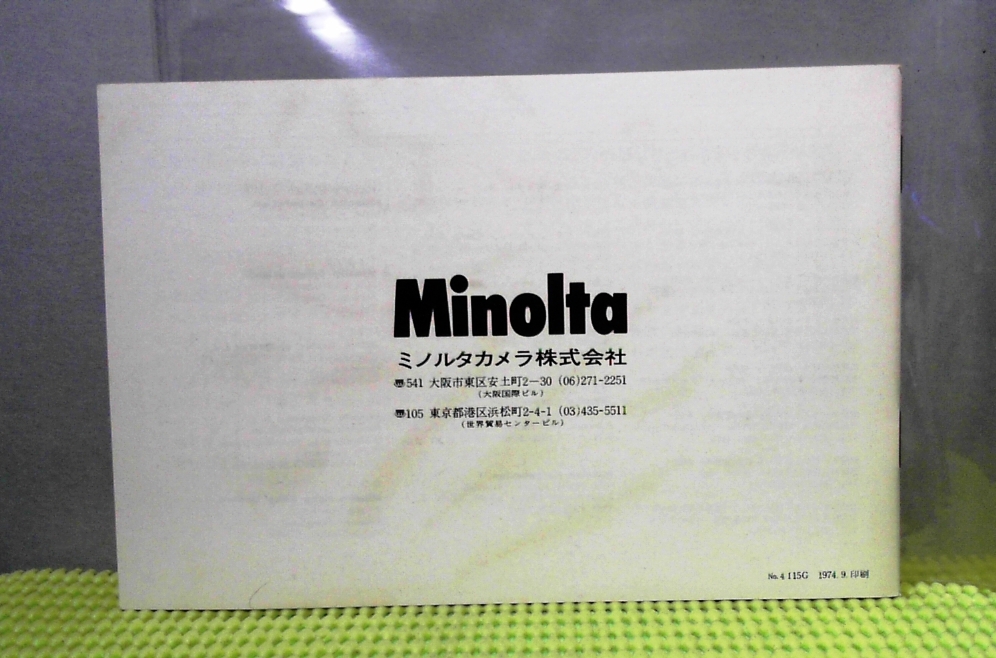 Minolta
ミノルタカメラ株式会社
〠541 大阪市東区安土町2-30 (06)271-2251
(大阪国際ビル)
〠105 東京都港区浜松町2-4-1 (03)435-5511
(世界貿易センタービル)
No.4 115G 1974.9.印刷